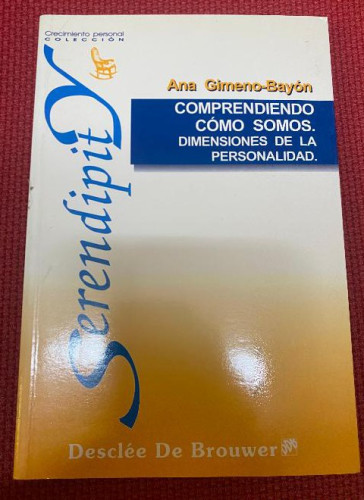 Crecimiento personal
COLECCIÓN
Serendipity
Ana Gimeno-Bayón
COMPRENDIENDO
CÓMO SOMOS.
DIMENSIONES DE LA
PERSONALIDAD.
Desclée De Brouwer